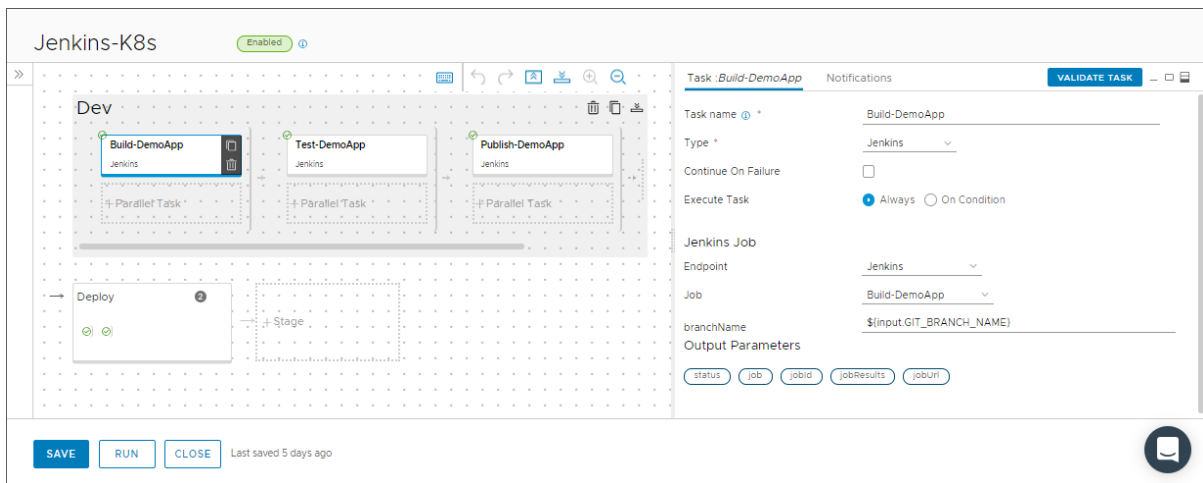 Jenkins-K8s
Enabled
Dev
Build-DemoApp
Jenkins
+ Parallel Task
Test-DemoApp
Jenkins
+ Parallel Task
Publish-DemoApp
Jenkins
+ Parallel Task
Deploy
2
+ Stage
Task :Build-DemoApp
Notifications
VALIDATE TASK
Task name *
Build-DemoApp
Type *
Jenkins
Continue On Failure
Execute Task
Always
On Condition
Jenkins Job
Endpoint
Jenkins
Job
Build-DemoApp
branchName
${input.GIT_BRANCH_NAME}
Output Parameters
status
job
jobId
jobResults
jobUrl
SAVE
RUN
CLOSE
Last saved 5 days ago